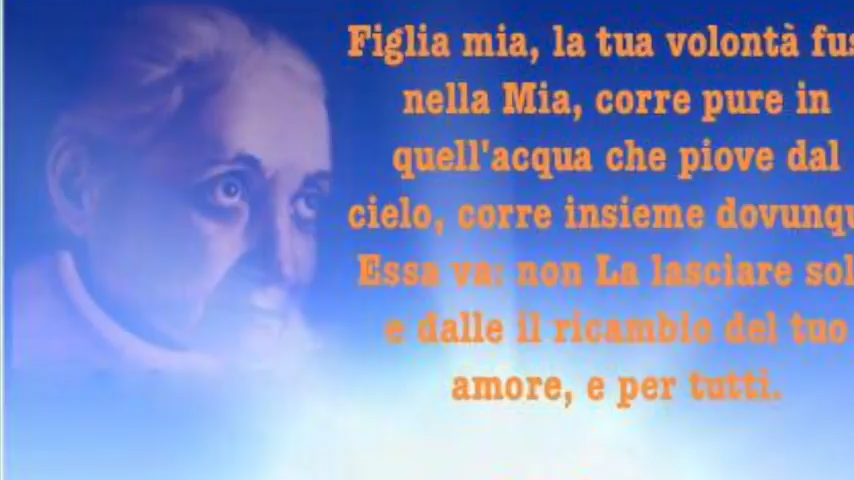 Figlia mia, la tua volontà fus
nella Mia, corre pure in
quell'acqua che piove dal
cielo, corre insieme dovunqu
Essa va: non La lasciare sol
e dalle il ricambio del tuo
amore, e per tutti.